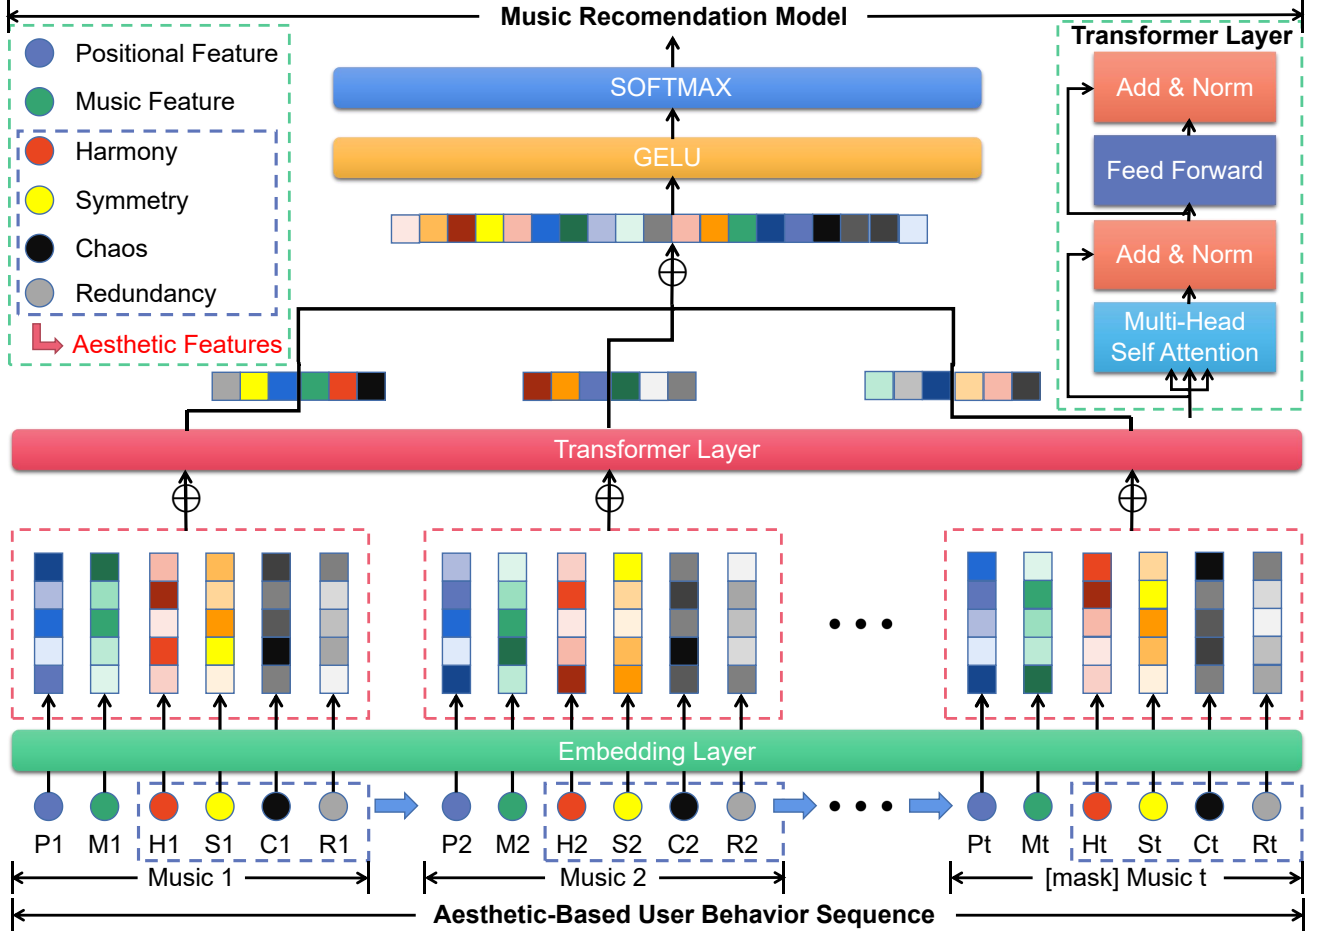 Music Recomendation Model
Positional Feature
Music Feature
Harmony
Symmetry
Chaos
Redundancy
Aesthetic Features
SOFTMAX
GELU
Transformer Layer
Add & Norm
Feed Forward
Add & Norm
Multi-Head
Self Attention
Transformer Layer
Embedding Layer
P1 M1 H1 S1 C1 R1 P2 M2 H2 S2 C2 R2 Pt Mt Ht St Ct Rt
Music 1 Music 2 [mask] Music t
Aesthetic-Based User Behavior Sequence